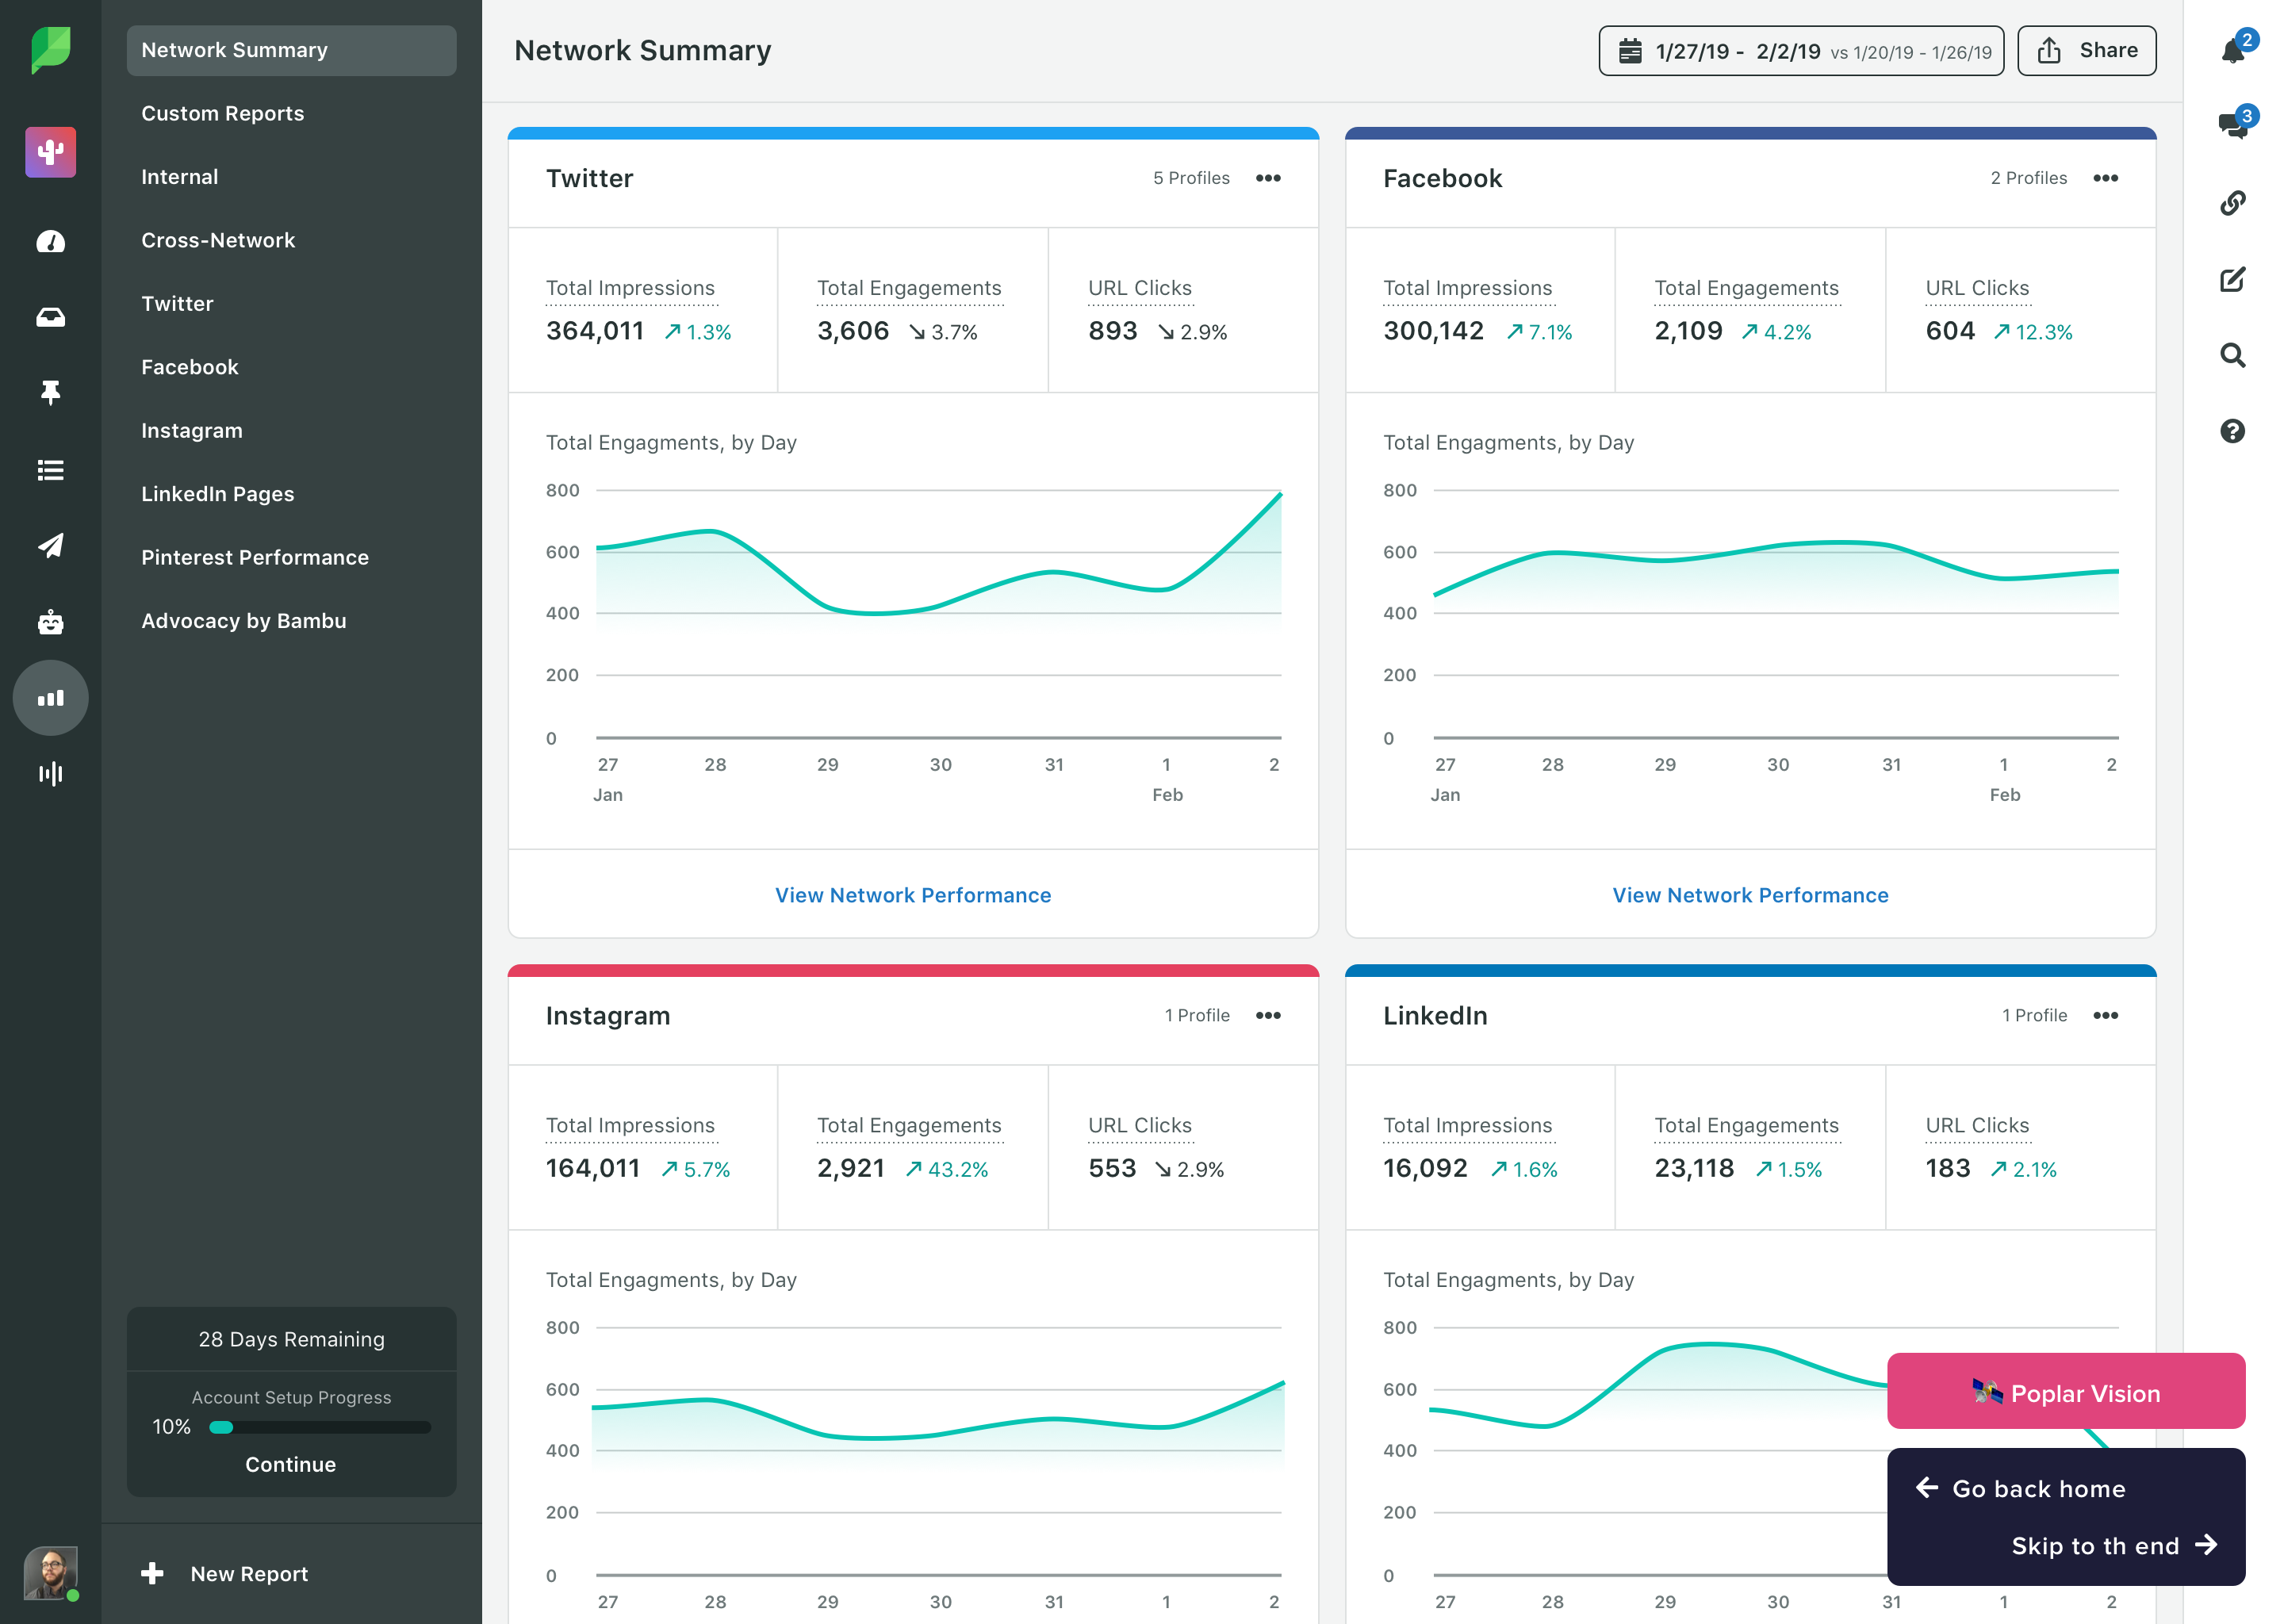 Network Summary
Custom Reports
Internal
Cross-Network
Twitter
Facebook
Instagram
LinkedIn Pages
Pinterest Performance
Advocacy by Bambu
28 Days Remaining
Account Setup Progress
10%
Continue
New Report
Network Summary
1/27/19 - 2/2/19 vs 1/20/19 - 1/26/19
Share
2
3
Twitter
5 Profiles
Total Impressions
364,011 1.3%
Total Engagements
3,606 3.7%
URL Clicks
893 2.9%
Total Engagments, by Day
800
600
400
200
0
27 28 29 30 31 1 2
Jan Feb
View Network Performance
Facebook
2 Profiles
Total Impressions
300,142 7.1%
Total Engagements
2,109 4.2%
URL Clicks
604 12.3%
Total Engagments, by Day
800
600
400
200
0
27 28 29 30 31 1 2
Jan Feb
View Network Performance
Instagram
1 Profile
Total Impressions
164,011 5.7%
Total Engagements
2,921 43.2%
URL Clicks
553 2.9%
Total Engagments, by Day
800
600
400
200
0
27 28 29 30 31 1 2
LinkedIn
1 Profile
Total Impressions
16,092 1.6%
Total Engagements
23,118 1.5%
URL Clicks
183 2.1%
Total Engagments, by Day
800
600
400
200
0
27 28 29 30 31 1 2
Poplar Vision
Go back home
Skip to th end